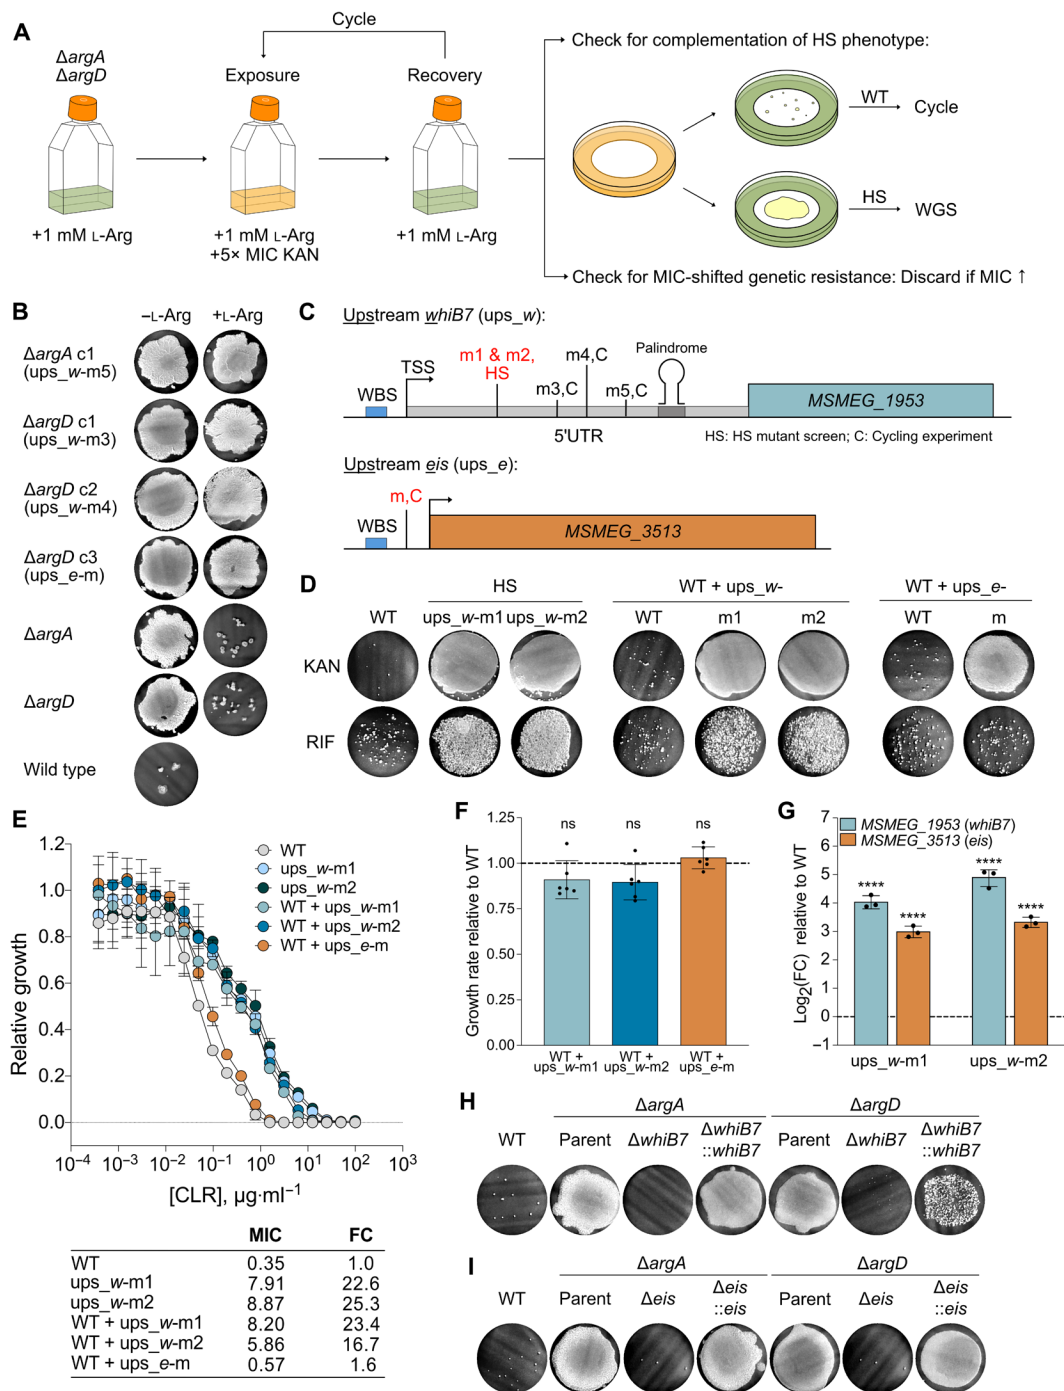 A
ΔargA
ΔargD
Cycle
Exposure
Recovery
+1 mM L-Arg
+1 mM L-Arg
+5× MIC KAN
+1 mM L-Arg
Check for complementation of HS phenotype:
WT
Cycle
HS
WGS
Check for MIC-shifted genetic resistance: Discard if MIC ↑
B
–L-Arg +L-Arg
ΔargA c1
(ups_w-m5)
ΔargD c1
(ups_w-m3)
ΔargD c2
(ups_w-m4)
ΔargD c3
(ups_e-m)
ΔargA
ΔargD
Wild type
C
Upstream whiB7 (ups_w):
WBS
TSS
m1 & m2,
HS
m3,C
m4,C
m5,C
Palindrome
MSMEG_1953
5'UTR
HS: HS mutant screen; C: Cycling experiment
Upstream eis (ups_e):
WBS
m,C
MSMEG_3513
D
HS
WT + ups_w-
WT + ups_e-
WT ups_w-m1 ups_w-m2 WT m1 m2 WT m
KAN
RIF
E
Relative growth
1.2
1.0
0.8
0.6
0.4
0.2
0.0
WT
ups_w-m1
ups_w-m2
WT + ups_w-m1
WT + ups_w-m2
WT + ups_e-m
10⁻⁴ 10⁻³ 10⁻² 10⁻¹ 10⁰ 10¹ 10² 10³
[CLR], µg·ml⁻¹
MIC FC
WT 0.35 1.0
ups_w-m1 7.91 22.6
ups_w-m2 8.87 25.3
WT + ups_w-m1 8.20 23.4
WT + ups_w-m2 5.86 16.7
WT + ups_e-m 0.57 1.6
F
Growth rate relative to WT
1.25
1.00
0.75
0.50
0.25
0.00
ns ns ns
WT +
ups_w-m1
WT +
ups_w-m2
WT +
ups_e-m
G
Log₂(FC) relative to WT
7
6
5
4
3
2
1
0
–1
MSMEG_1953 (whiB7)
MSMEG_3513 (eis)
****
****
****
****
ups_w-m1 ups_w-m2
H
ΔargA ΔargD
WT Parent ΔwhiB7 ΔwhiB7 ::whiB7 Parent ΔwhiB7 ΔwhiB7 ::whiB7
I
ΔargA ΔargD
WT Parent Δeis Δeis ::eis Parent Δeis Δeis ::eis